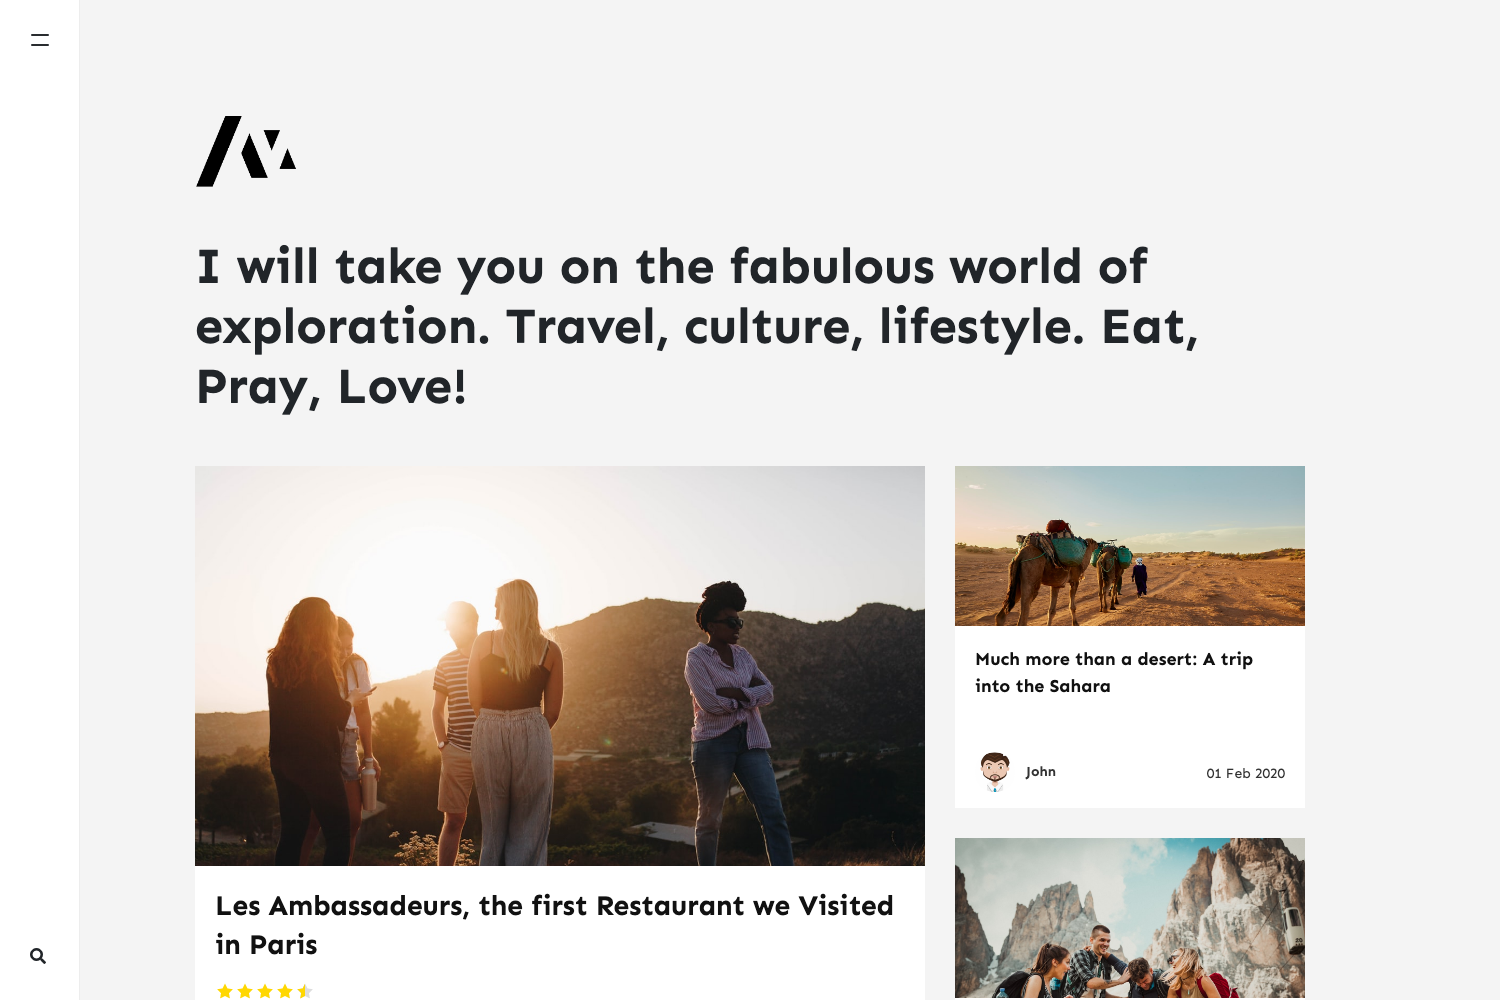 I will take you on the fabulous world of
exploration. Travel, culture, lifestyle. Eat,
Pray, Love!
Les Ambassadeurs, the first Restaurant we Visited
in Paris
Much more than a desert: A trip
into the Sahara
John
01 Feb 2020